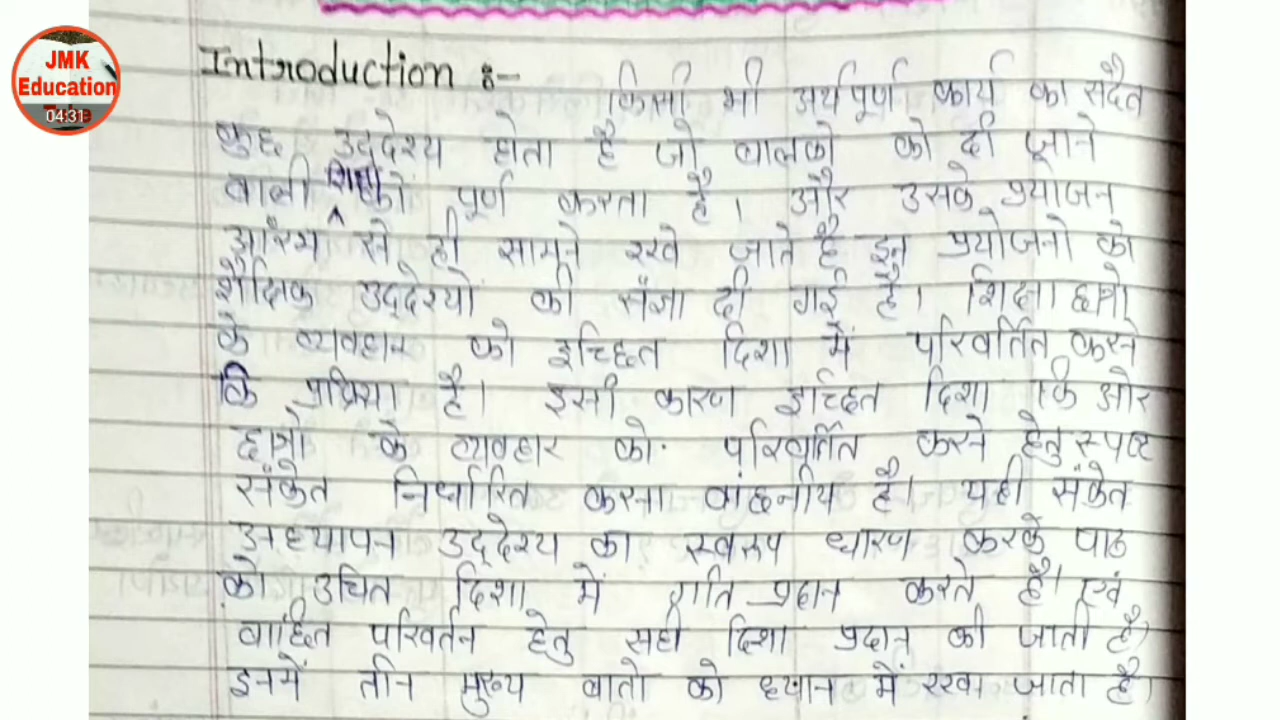 JMK
Education
04:31
Introduction :-
किसी भी अर्थपूर्ण कार्य का सदैव
कुछ उद्देश्य होता है जो बालको को दी जाने
वाली शिक्षा को पूर्ण करता है। और उसके प्रयोजन
आरंभ से ही सामने रखे जाते है इन प्रयोजनो को
शैक्षिक उद्देश्यो की संज्ञा दी गई है। शिक्षा छात्रो
के व्यवहार को इच्छित दिशा में परिवर्तित करने
कि प्रक्रिया है। इसी कारण इच्छित दिशा कि ओर
छात्रो के व्यवहार को परिवर्तित करने हेतु स्पष्ट
संकेत निर्धारित करना वांछनीय है। यही संकेत
अध्यापन उद्देश्य का स्वरूप धारण करके पाठ
को उचित दिशा में गति प्रदान करते है। एवं
वांछित परिवर्तन हेतु सही दिशा प्रदान की जाती है।
इनमें तीन मुख्य बातो को ध्यान में रखा जाता है।